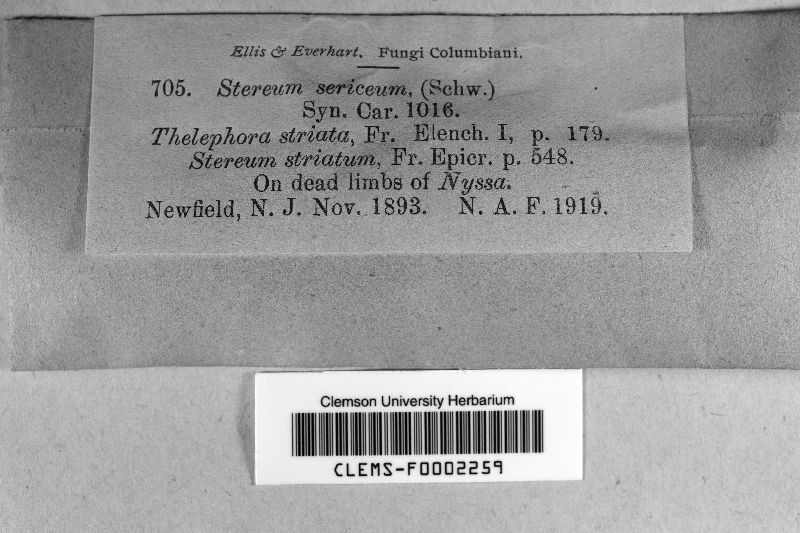 Ellis & Everhart. Fungi Columbiani.
705. Stereum sericeum, (Schw.)
Syn. Car. 1016.
Thelephora striata, Fr. Elench. I, p. 179.
Stereum striatum, Fr. Epicr. p. 548.
On dead limbs of Nyssa.
Newfield, N. J. Nov. 1893. N. A. F. 1919.
Clemson University Herbarium
CLEMS-F0002259